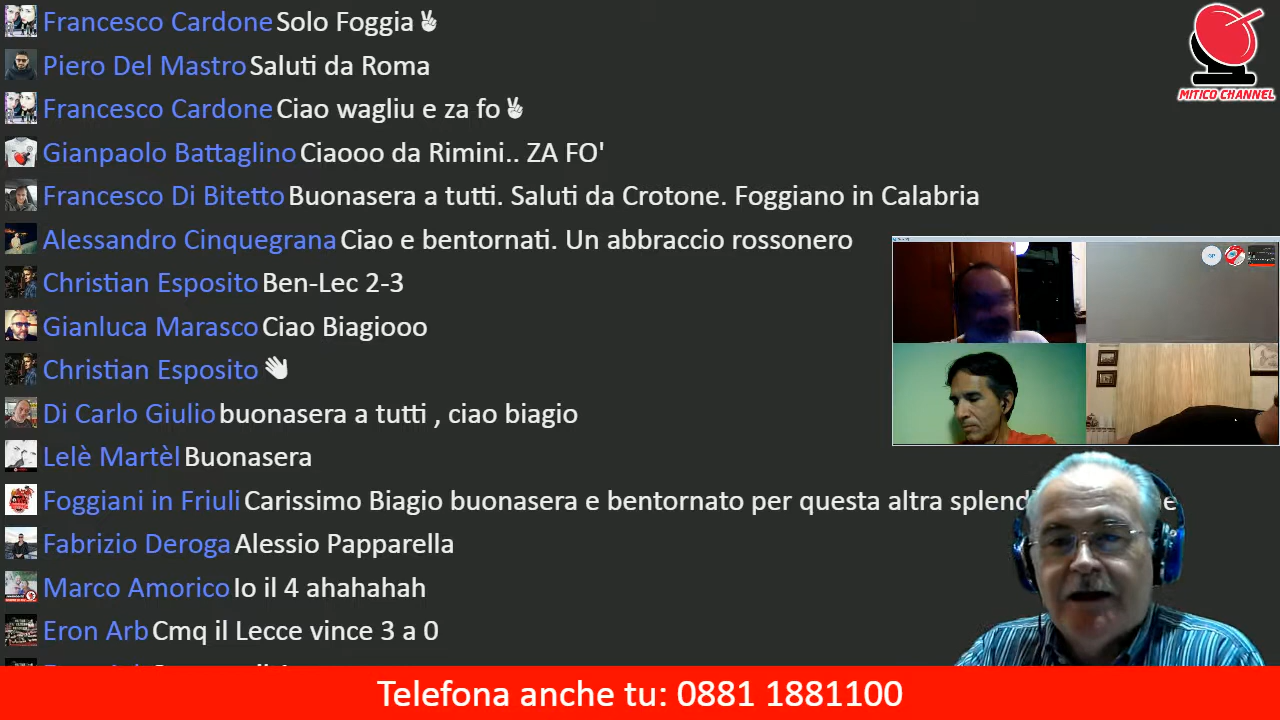 Francesco Cardone Solo Foggia✌
Piero Del Mastro Saluti da Roma
Francesco Cardone Ciao wagliu e za fo✌
Gianpaolo Battaglino Ciaooo da Rimini.. ZA FO'
Francesco Di Bitetto Buonasera a tutti. Saluti da Crotone. Foggiano in Calabria
Alessandro Cinquegrana Ciao e bentornati. Un abbraccio rossonero
Christian Esposito Ben-Lec 2-3
Gianluca Marasco Ciao Biagiooo
Christian Esposito 👋
Di Carlo Giulio buonasera a tutti , ciao biagio
Lelè Martèl Buonasera
Foggiani in Friuli Carissimo Biagio buonasera e bentornato per questa altra
Fabrizio Deroga Alessio Papparella
Marco Amorico Io il 4 ahahahah
Eron Arb Cmq il Lecce vince 3 a 0
MITICO CHANNEL
Telefona anche tu: 0881 1881100